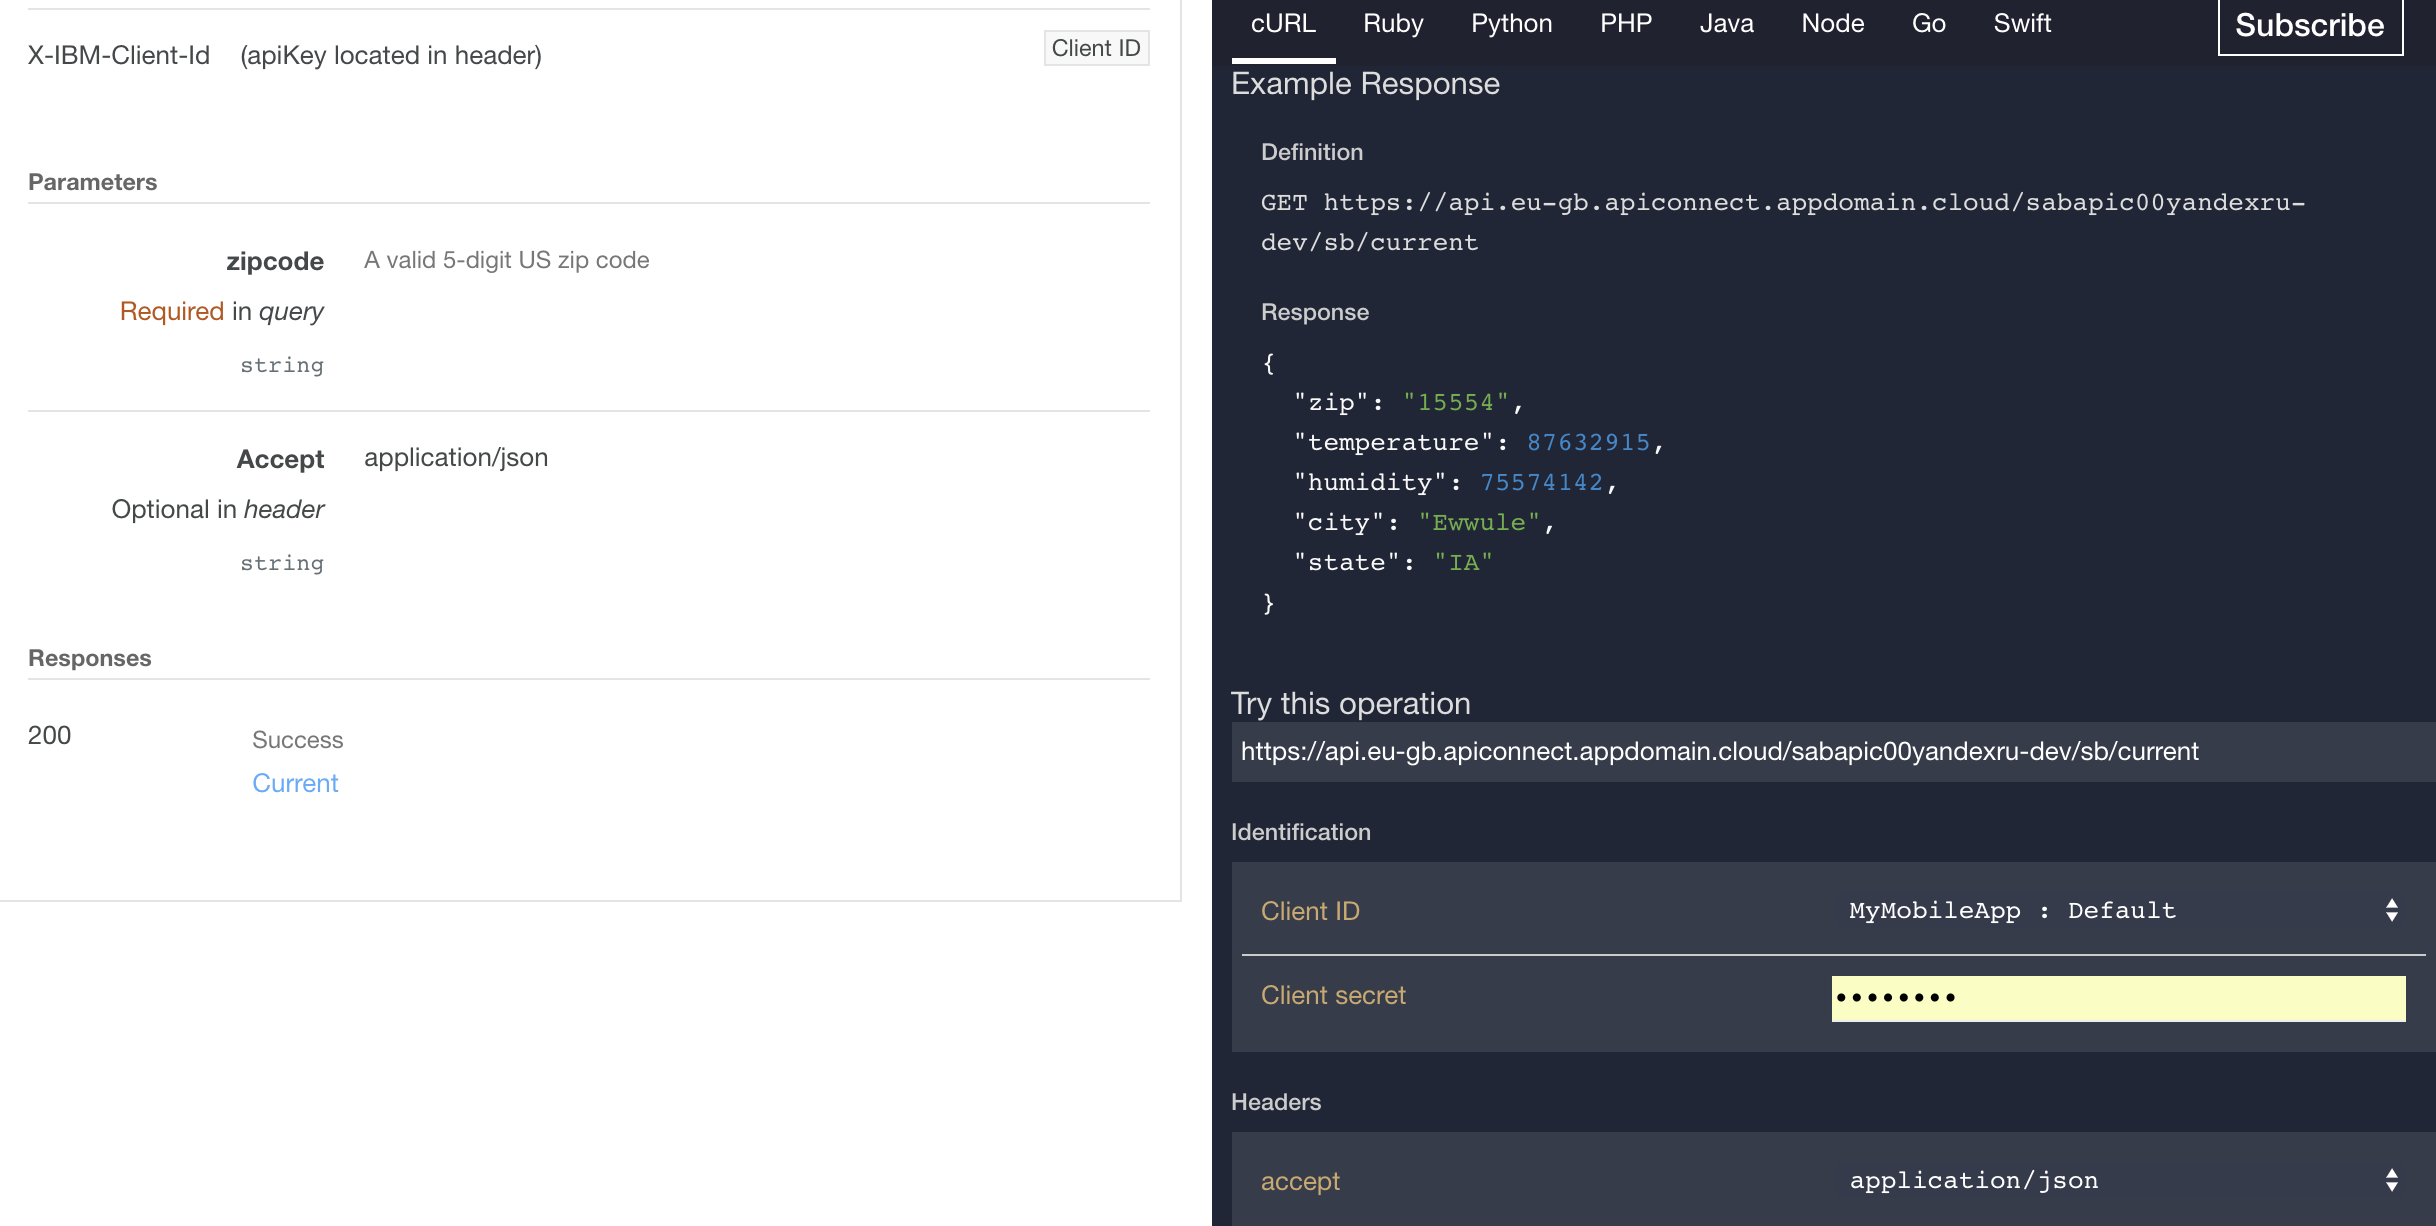 X-IBM-Client-Id (apiKey located in header) Client ID
Parameters
zipcode A valid 5-digit US zip code
Required in query
string
Accept application/json
Optional in header
string
Responses
200 Success
Current
cURL Ruby Python PHP Java Node Go Swift Subscribe
Example Response
Definition
GET https://api.eu-gb.apiconnect.appdomain.cloud/sabapic00yandexru-
dev/sb/current
Response
{
"zip": "15554",
"temperature": 87632915,
"humidity": 75574142,
"city": "Ewwule",
"state": "IA"
}
Try this operation
https://api.eu-gb.apiconnect.appdomain.cloud/sabapic00yandexru-dev/sb/current
Identification
Client ID MyMobileApp : Default
Client secret ••••••••
Headers
accept application/json